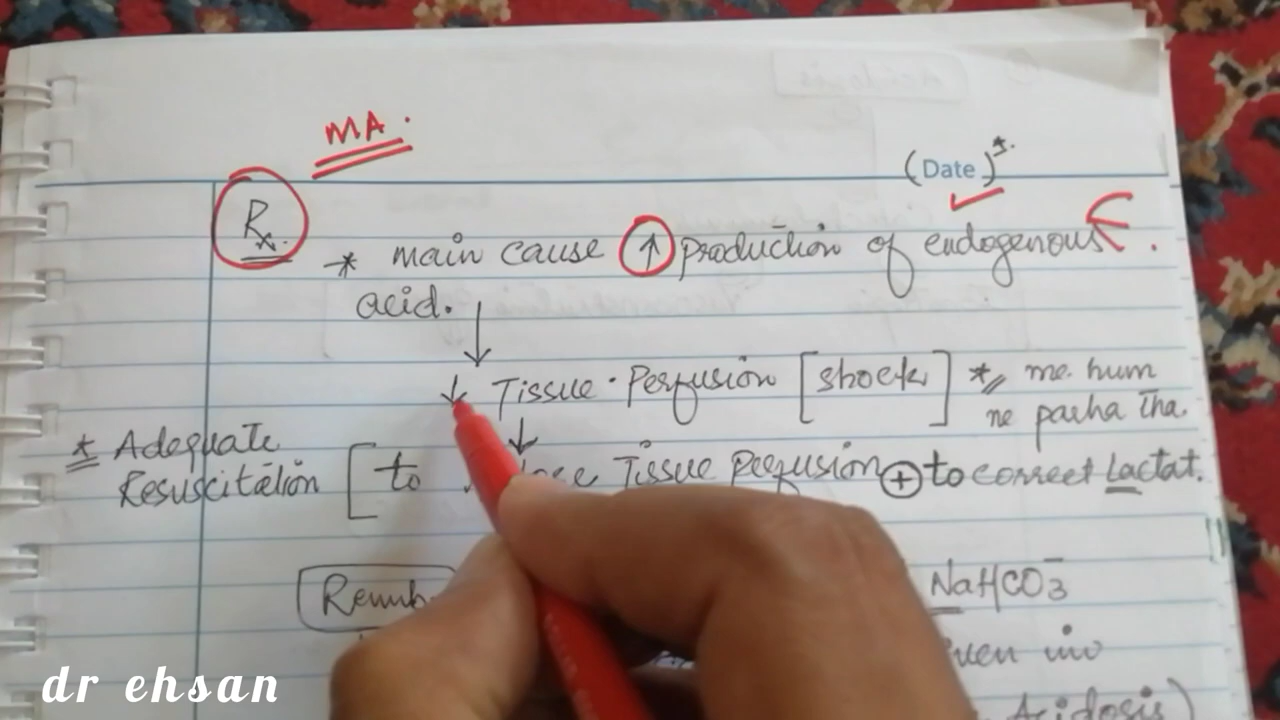 MA.
(Date)*
Rx.
* main cause ↑ production of endogenous
acid.
↓
↓ Tissue Perfusion [shock] * me hum
ne parha tha.
↓
* Adequate
Resuscitation [to Tissue Perfusion ⊕ to correct Lactat.
NaHCO3
Acidosis)
dr ehsan